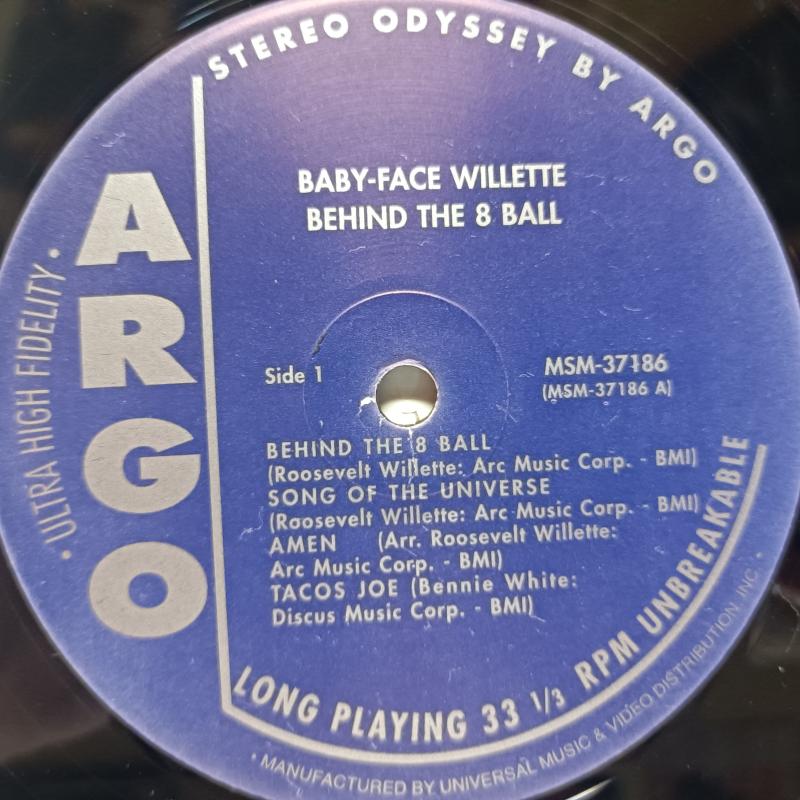 STEREO ODYSSEY BY ARGO
BABY-FACE WILLETTE
BEHIND THE 8 BALL
ARGO
• ULTRA HIGH FIDELITY •
Side 1
MSM-37186
(MSM-37186 A)
BEHIND THE 8 BALL
(Roosevelt Willette: Arc Music Corp. - BMI)
SONG OF THE UNIVERSE
(Roosevelt Willette: Arc Music Corp. - BMI)
AMEN (Arr. Roosevelt Willette:
Arc Music Corp. - BMI)
TACOS JOE (Bennie White:
Discus Music Corp. - BMI)
LONG PLAYING 33 1/3 RPM UNBREAKABLE
• MANUFACTURED BY UNIVERSAL MUSIC & VIDEO DISTRIBUTION, INC. •